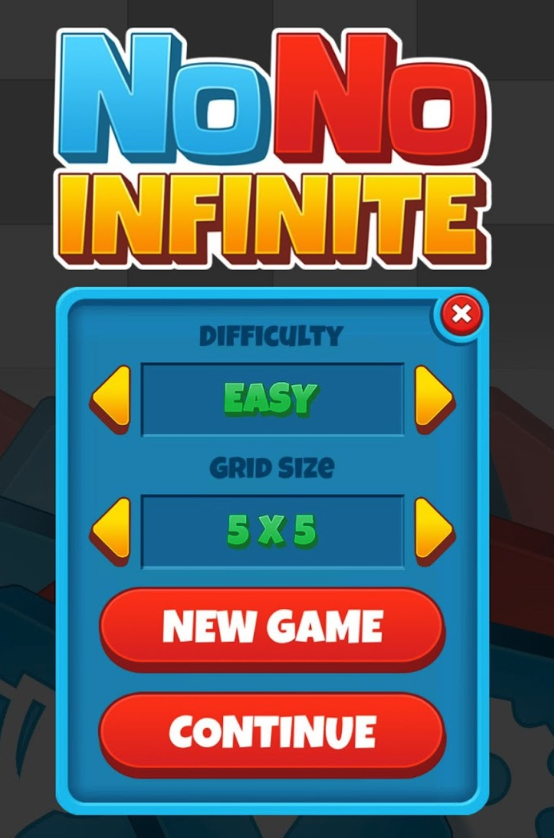 NoNo
INFINITE
DIFFICULTY
EASY
GRID SIZE
5 X 5
NEW GAME
CONTINUE